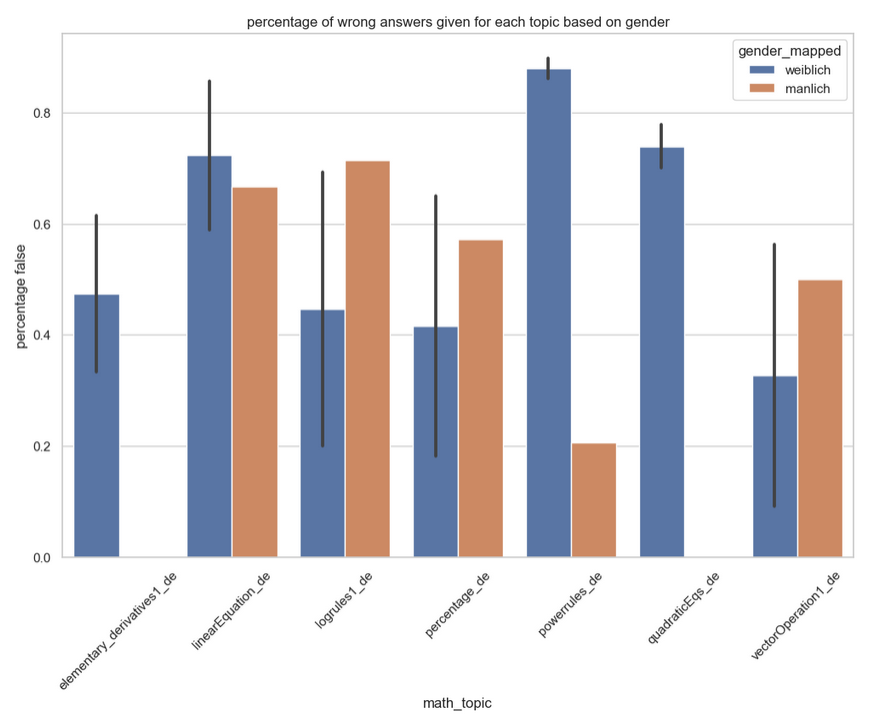 percentage of wrong answers given for each topic based on gender
gender_mapped
weiblich
manlich
percentage false
0.8
0.6
0.4
0.2
0.0
elementary_derivatives1_de
linearEquation_de
logrules1_de
percentage_de
powerrules_de
quadraticEqs_de
vectorOperation1_de
math_topic